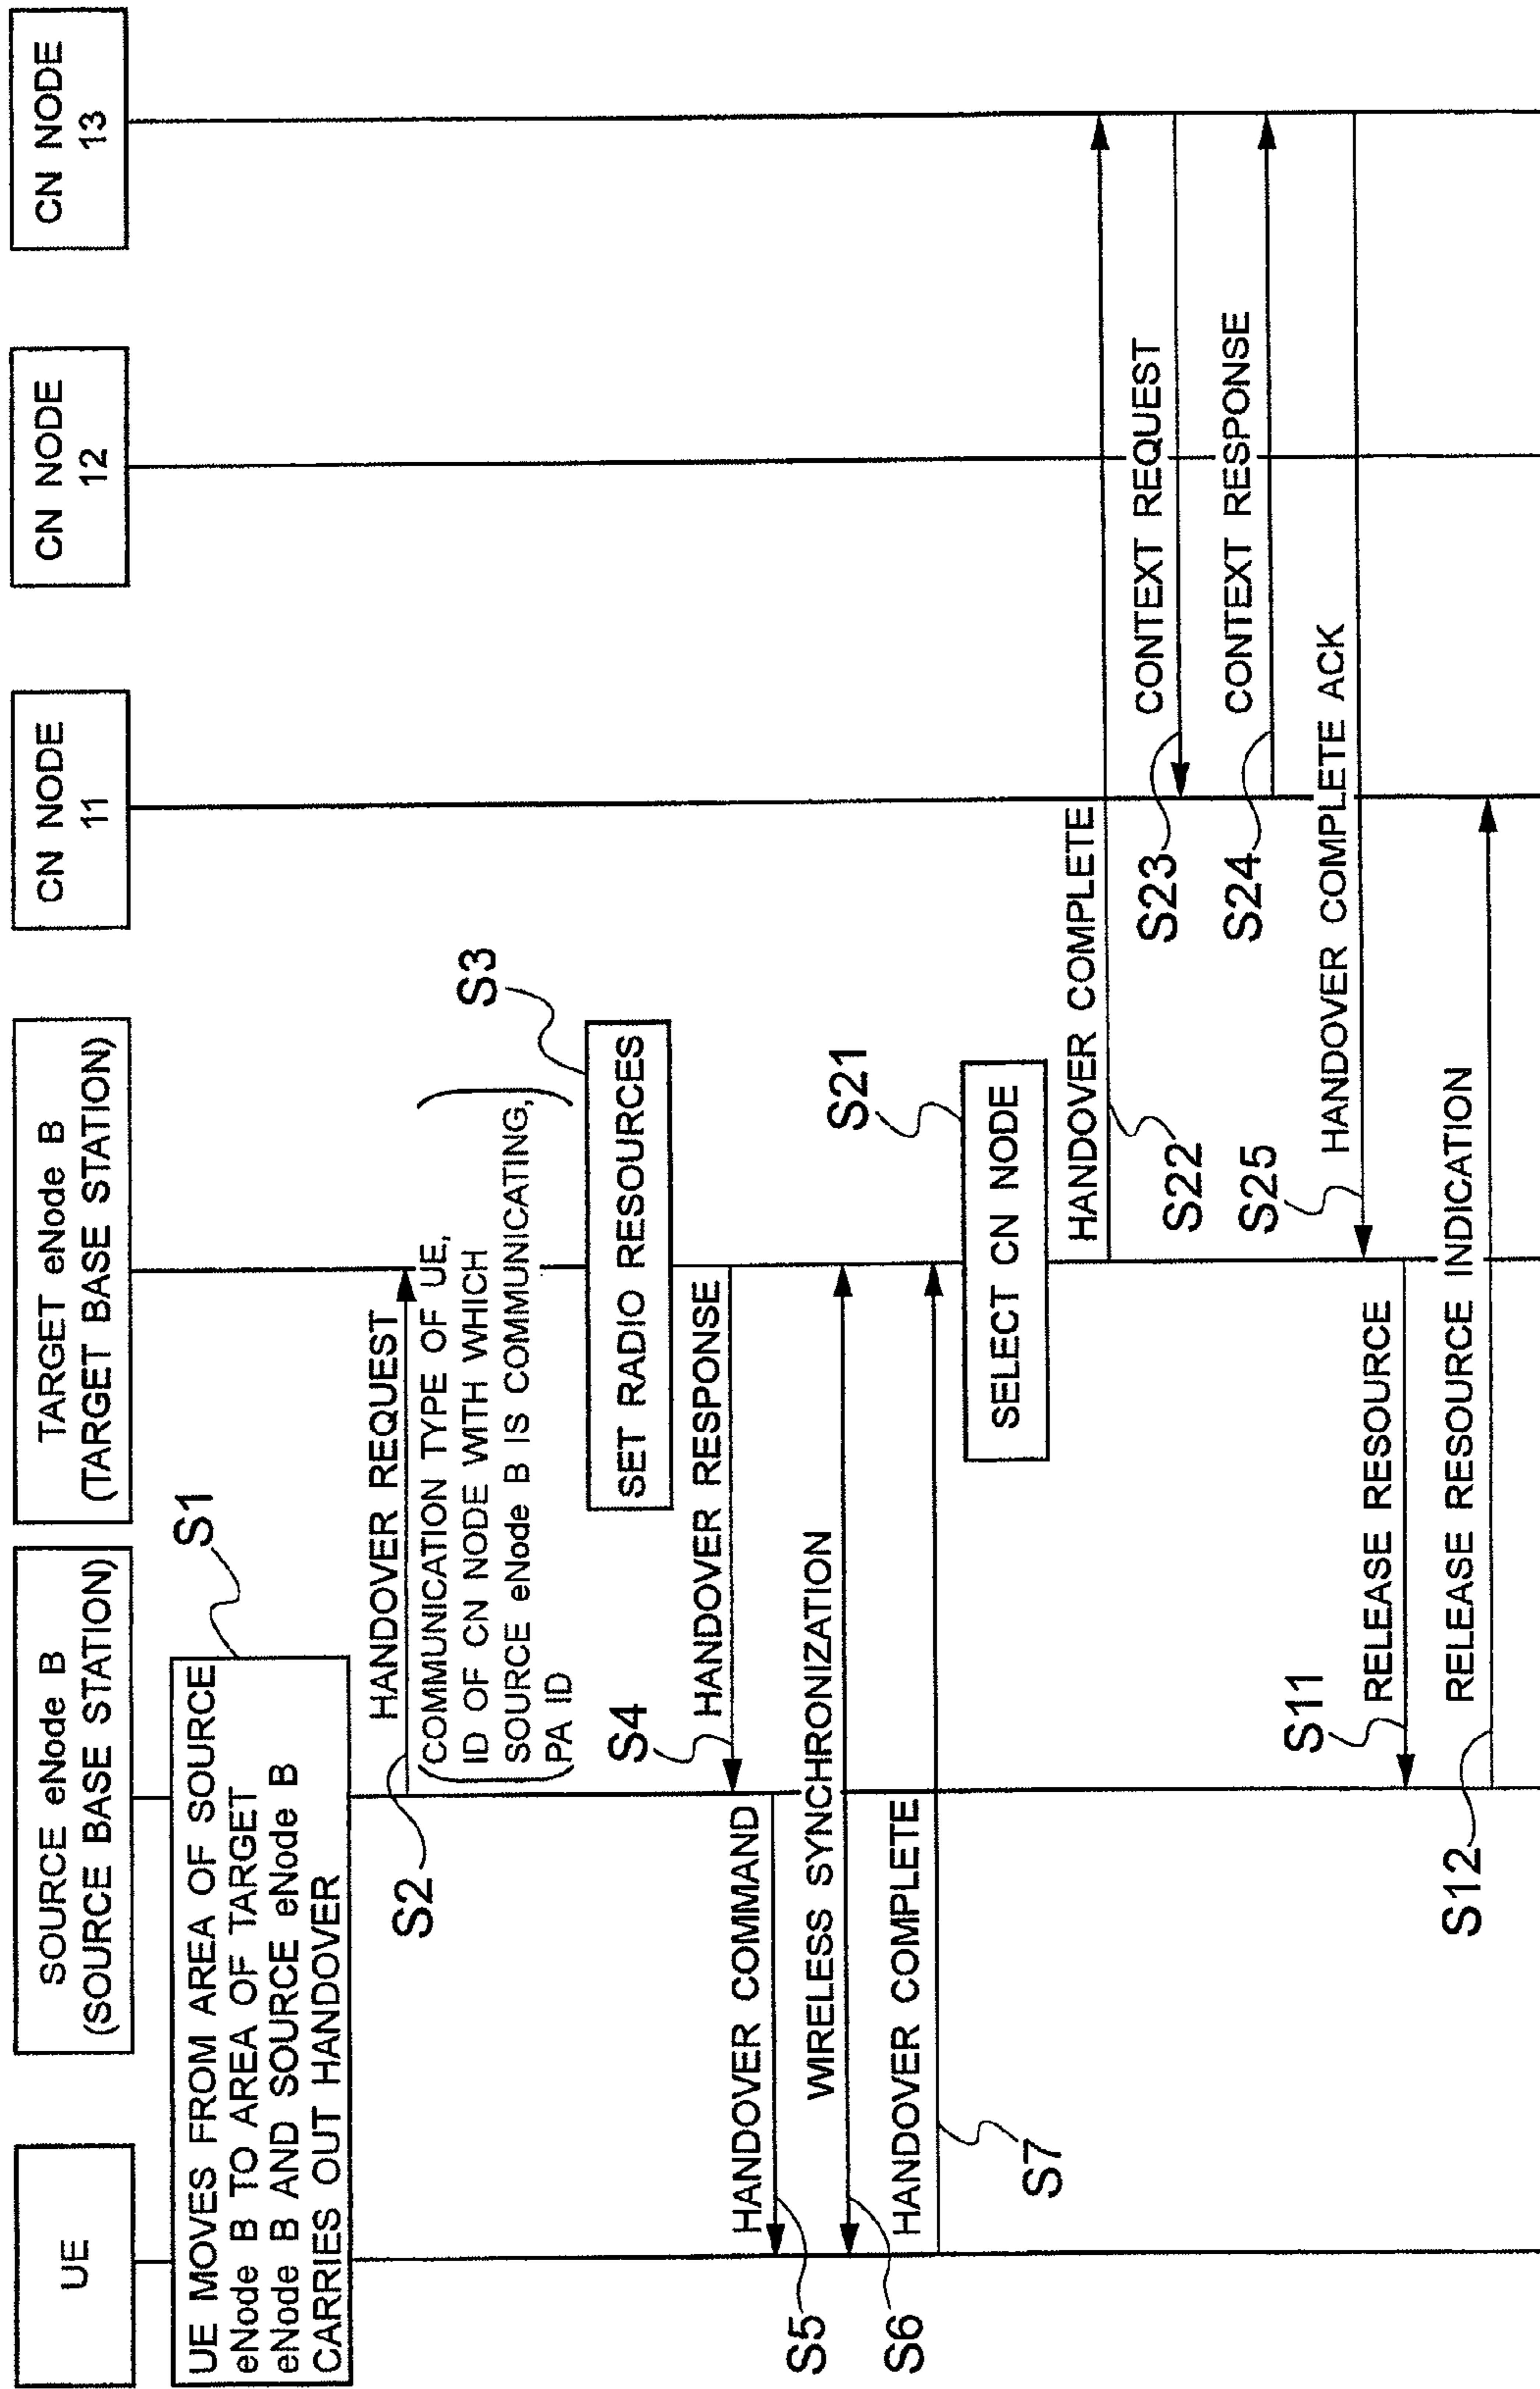 UE
SOURCE eNode B
(SOURCE BASE STATION)
TARGET eNode B
(TARGET BASE STATION)
CN NODE
11
CN NODE
12
CN NODE
13
UE MOVES FROM AREA OF SOURCE
eNode B TO AREA OF TARGET
eNode B AND SOURCE eNode B
CARRIES OUT HANDOVER
S1
HANDOVER REQUEST
S2
COMMUNICATION TYPE OF UE,
ID OF CN NODE WITH WHICH
SOURCE eNode B IS COMMUNICATING,
PA ID
S3
SET RADIO RESOURCES
HANDOVER RESPONSE
S4
HANDOVER COMMAND
S5
WIRELESS SYNCHRONIZATION
S6
HANDOVER COMPLETE
S7
S21
SELECT CN NODE
HANDOVER COMPLETE
S22
CONTEXT REQUEST
S23
CONTEXT RESPONSE
S24
HANDOVER COMPLETE ACK
S25
RELEASE RESOURCE
S11
RELEASE RESOURCE INDICATION
S12